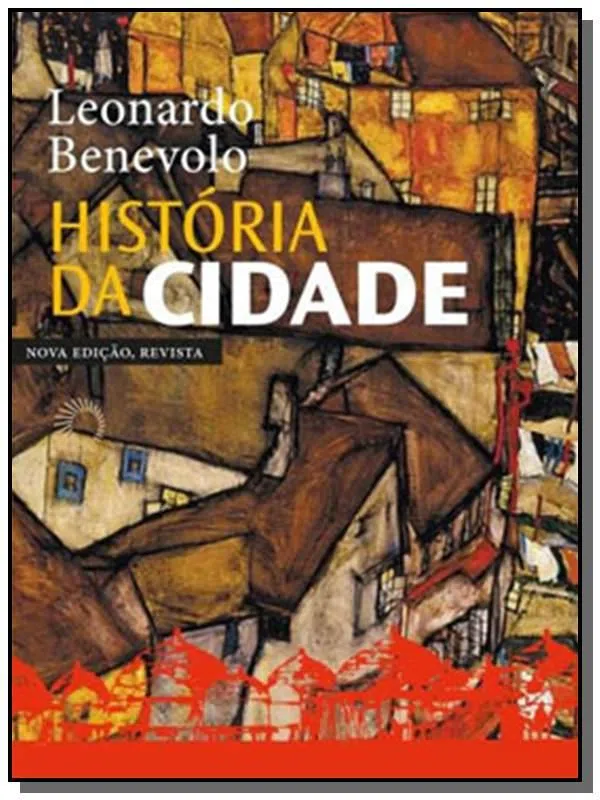 Leonardo
Benevolo
HISTÓRIA
DA CIDADE
NOVA EDIÇÃO, REVISTA